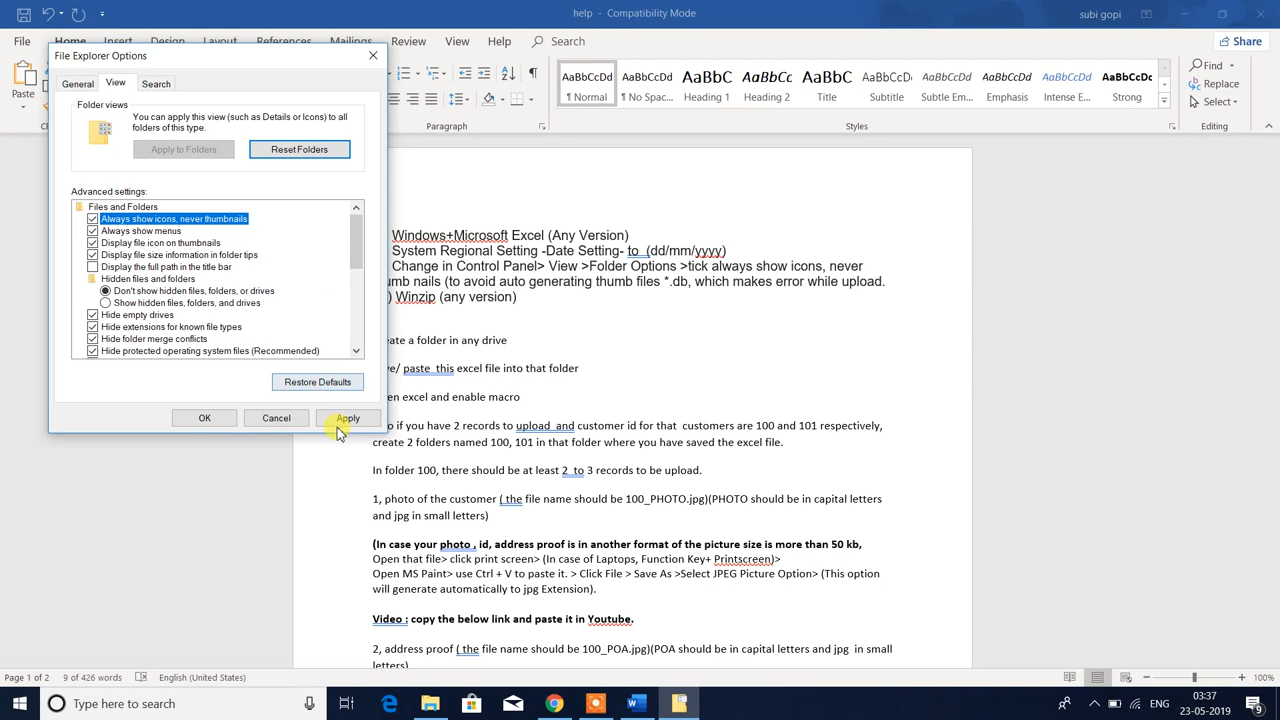 help - Compatibility Mode
subi gopi
File
Home
Insert
Design
Layout
References
Mailings
Review
View
Help
Search
Share
Paste
AaBbCcDd
¶ Normal
AaBbCcDd
¶ No Spac...
AaBbC
Heading 1
AaBbCc
Heading 2
AaBbC
Title
AaBbCcD
Subtitle
AaBbCcDd
Subtle Em...
AaBbCcDd
Emphasis
AaBbCcDd
Intense E...
AaBbCcD
Strong
Find
Replace
Select
Paragraph
Styles
Editing
File Explorer Options
General
View
Search
Folder views
You can apply this view (such as Details or Icons) to all
folders of this type.
Apply to Folders
Reset Folders
Advanced settings:
Files and Folders
Always show icons, never thumbnails
Always show menus
Display file icon on thumbnails
Display file size information in folder tips
Display the full path in the title bar
Hidden files and folders
Don't show hidden files, folders, or drives
Show hidden files, folders, and drives
Hide empty drives
Hide extensions for known file types
Hide folder merge conflicts
Hide protected operating system files (Recommended)
Restore Defaults
OK
Cancel
Apply
Windows+Microsoft Excel (Any Version)
System Regional Setting -Date Setting- to (dd/mm/yyyy)
Change in Control Panel> View >Folder Options >tick always show icons, never
umb nails (to avoid auto generating thumb files *.db, which makes error while upload.
) Winzip (any version)
eate a folder in any drive
ve/ paste this excel file into that folder
en excel and enable macro
o if you have 2 records to upload and customer id for that customers are 100 and 101 respectively,
create 2 folders named 100, 101 in that folder where you have saved the excel file.
In folder 100, there should be at least 2 to 3 records to be upload.
1, photo of the customer ( the file name should be 100_PHOTO.jpg)(PHOTO should be in capital letters
and jpg in small letters)
(In case your photo , id, address proof is in another format of the picture size is more than 50 kb,
Open that file> click print screen> (In case of Laptops, Function Key+ Printscreen)>
Open MS Paint> use Ctrl + V to paste it. > Click File > Save As >Select JPEG Picture Option> (This option
will generate automatically to jpg Extension).
Video : copy the below link and paste it in Youtube.
2, address proof ( the file name should be 100_POA.jpg)(POA should be in capital letters and jpg in small
letters)
Page 1 of 2
9 of 426 words
English (United States)
100%
Type here to search
03:37
23-05-2019
9